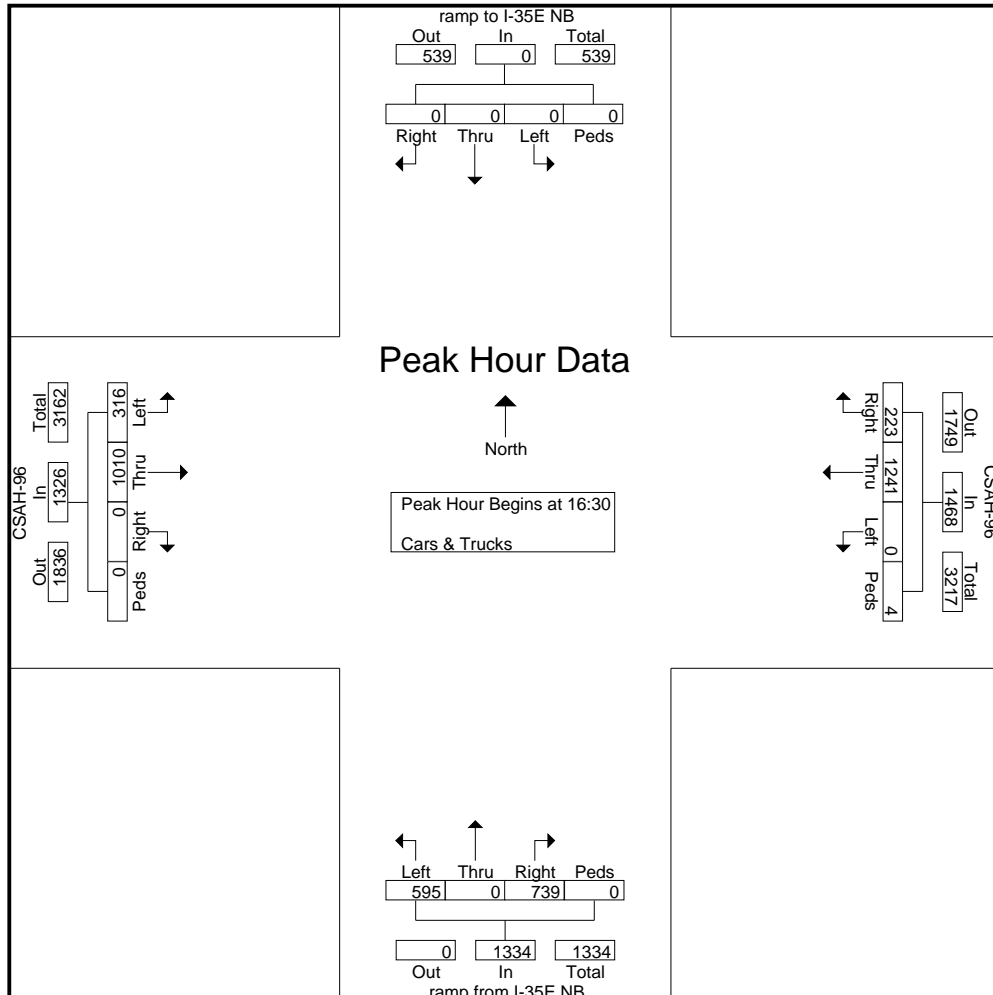 ramp to I-35E NB
Out In Total
539 0 539
0 0 0 0
Right Thru Left Peds
Peak Hour Data
North
Peak Hour Begins at 16:30
Cars & Trucks
CSAH-96
Total In Out
3162 1326 1836
316 1010 0 0
Left Thru Right Peds
Right Thru Left Peds
223 1241 0 4
1749 1468 3217
Out In Total
CSAH-96
Left Thru Right Peds
595 0 739 0
0 1334 1334
Out In Total
ramp from I-35E NB